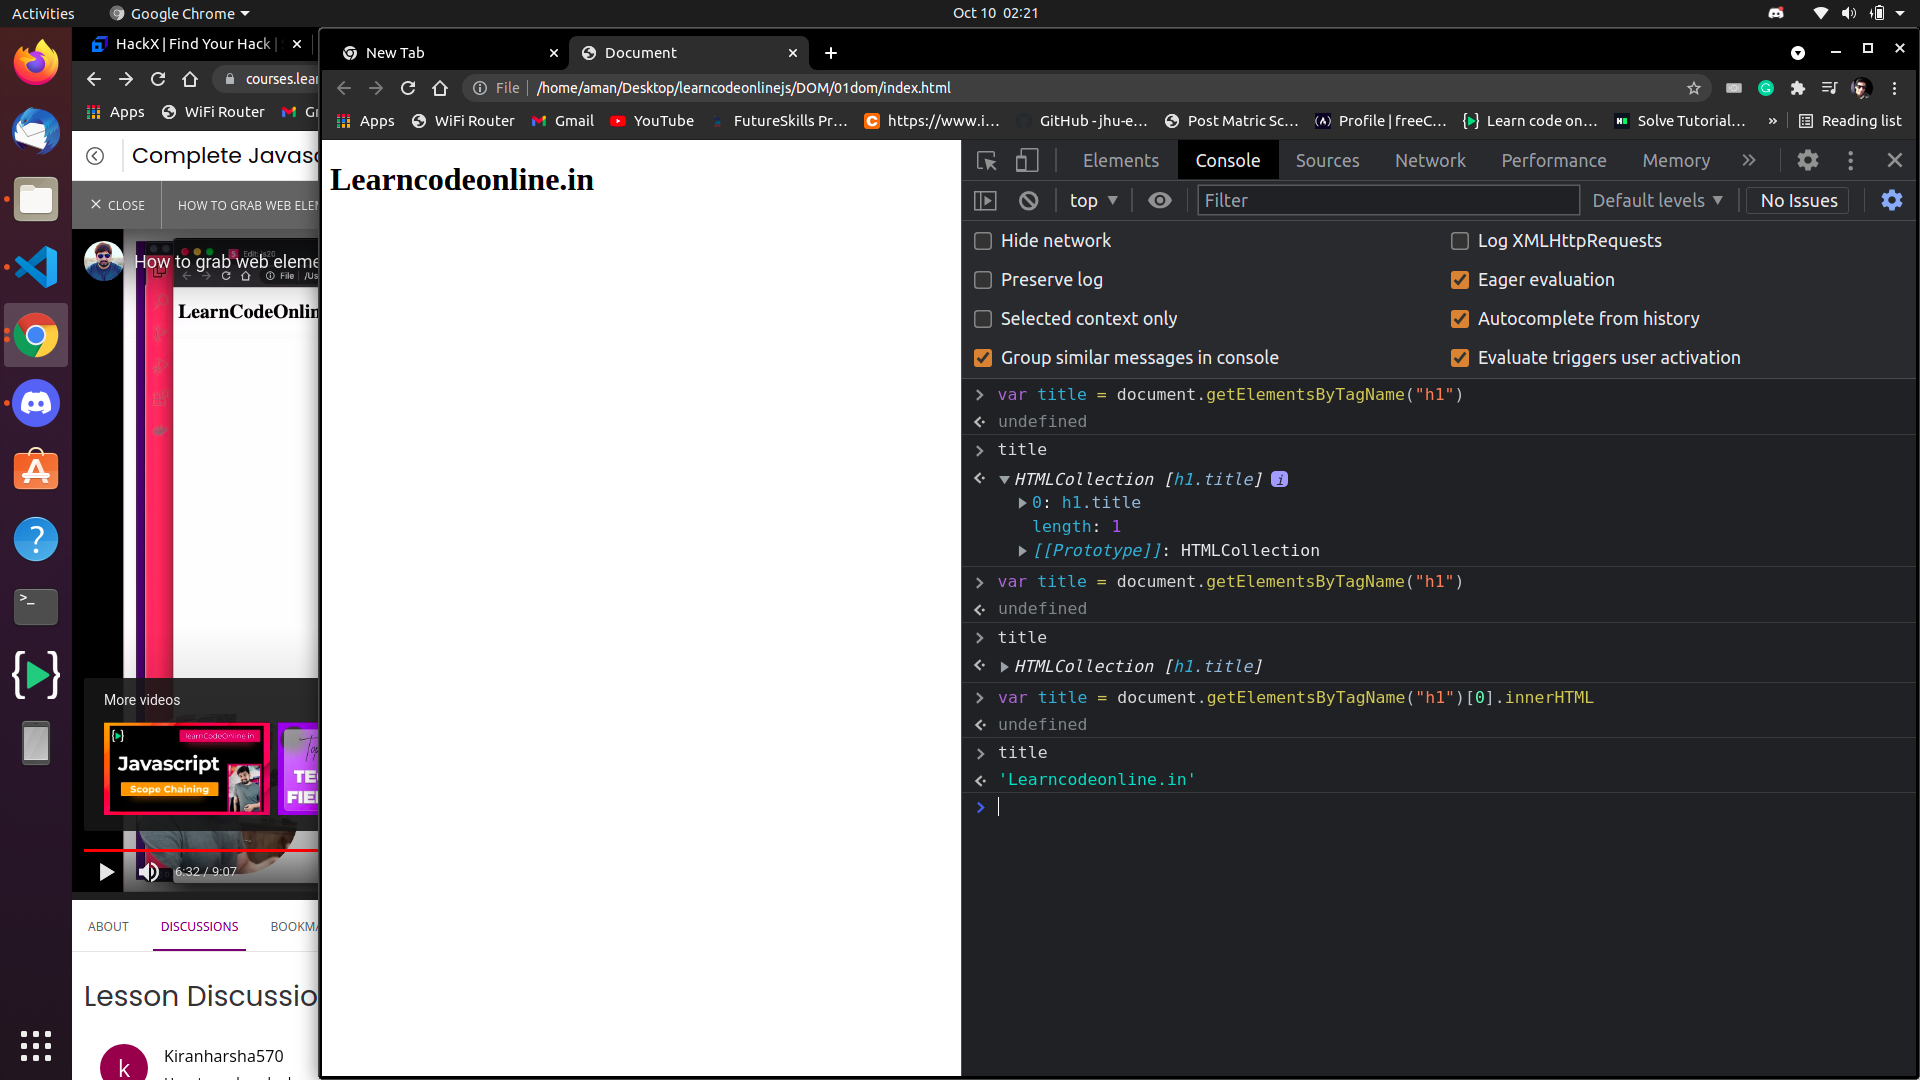 Activities
Google Chrome
Oct 10 02:21
HackX | Find Your Hack |
courses.lear
Apps
WiFi Router
Complete Javasc
CLOSE
HOW TO GRAB WEB ELEM
How to grab web eleme
LearnCodeOnlin
More videos
learnCodeOnline.in
Javascript
Scope Chaining
TE
FIE
6:32 / 9:07
ABOUT
DISCUSSIONS
BOOKMA
Lesson Discussio
k
Kiranharsha570
New Tab
Document
File
/home/aman/Desktop/learncodeonlinejs/DOM/01dom/index.html
Apps
WiFi Router
Gmail
YouTube
FutureSkills Pr...
https://www.i...
GitHub - jhu-e...
Post Matric Sc...
Profile | freeC...
Learn code on...
Solve Tutorial...
»
Reading list
Learncodeonline.in
Elements
Console
Sources
Network
Performance
Memory
»
top
Filter
Default levels
No Issues
Hide network
Log XMLHttpRequests
Preserve log
Eager evaluation
Selected context only
Autocomplete from history
Group similar messages in console
Evaluate triggers user activation
var title = document.getElementsByTagName("h1")
undefined
title
HTMLCollection [h1.title] i
0: h1.title
length: 1
[[Prototype]]: HTMLCollection
var title = document.getElementsByTagName("h1")
undefined
title
HTMLCollection [h1.title]
var title = document.getElementsByTagName("h1")[0].innerHTML
undefined
title
'Learncodeonline.in'